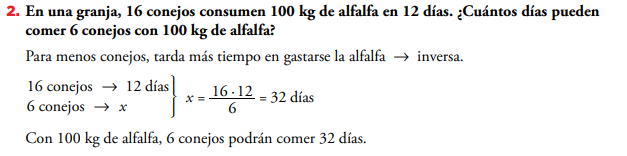 2. En una granja, 16 conejos consumen 100 kg de alfalfa en 12 días. ¿Cuántos días pueden
comer 6 conejos con 100 kg de alfalfa?
Para menos conejos, tarda más tiempo en gastarse la alfalfa → inversa.
16 conejos → 12 días
6 conejos → x
} x = 16 · 12 / 6 = 32 días
Con 100 kg de alfalfa, 6 conejos podrán comer 32 días.